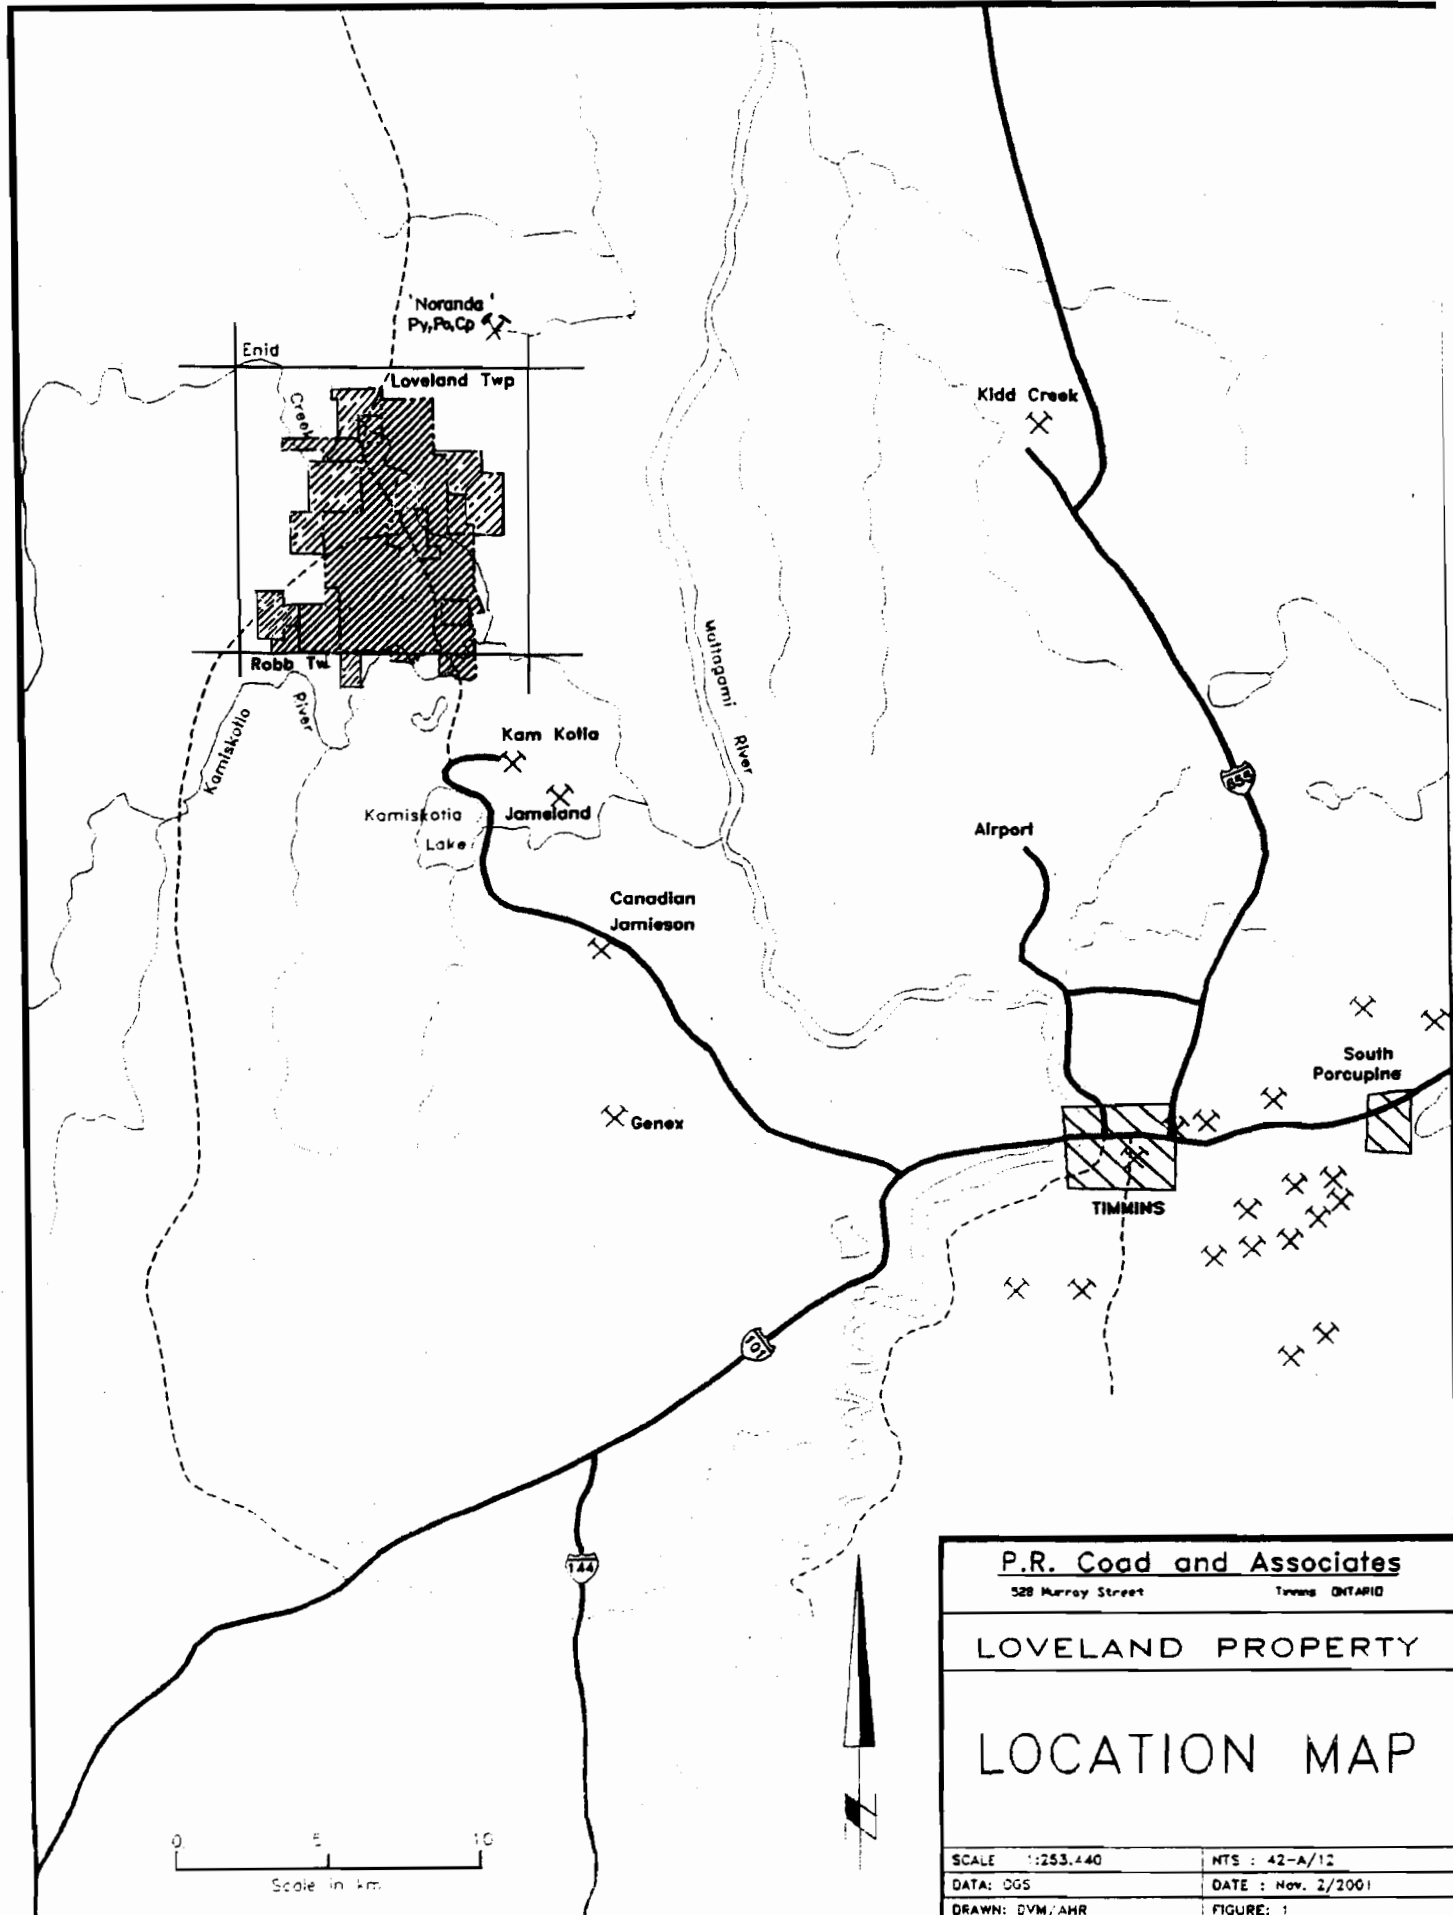 'Noranda'
Py,Po,Cp
Enid
Creek
Loveland Twp
Kidd Creek
Robb Tw
Kamiskotia
River
Mattagami
River
Kam Kotia
Jameland
Kamiskotia
Lake
655
Airport
Canadian
Jamieson
South
Porcupine
Genex
TIMMINS
101
144
0 5 10
Scale in km
P.R. Coad and Associates
528 Murray Street Timmins ONTARIO
LOVELAND PROPERTY
LOCATION MAP
SCALE 1:253,440
NTS : 42-A/12
DATA: OGS
DATE : Nov. 2/2001
DRAWN: DVM/AHR
FIGURE: 1